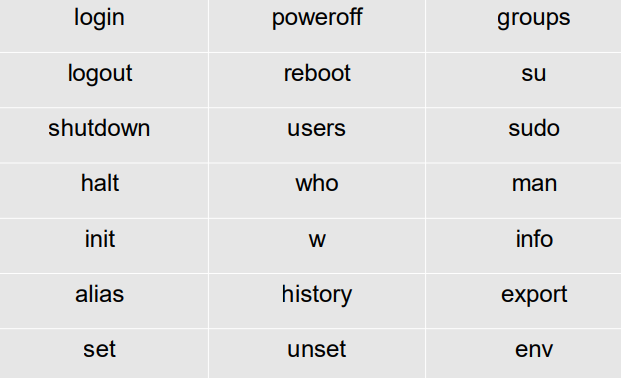 login poweroff groups
logout reboot su
shutdown users sudo
halt who man
init w info
alias history export
set unset env